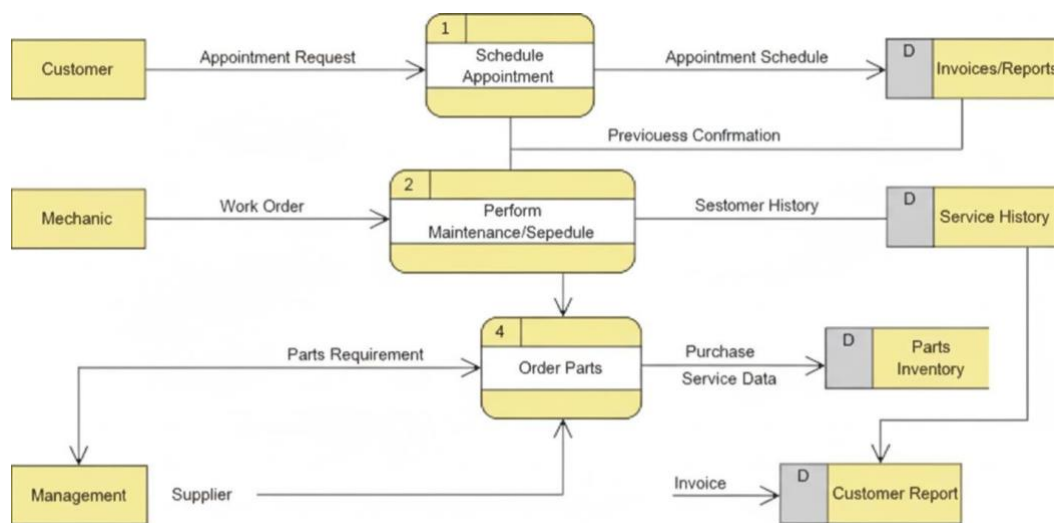 1
Schedule
Appointment
Customer
Appointment Request
Appointment Schedule
D
Invoices/Reports
Previouess Confrmation
2
Perform
Maintenance/Sepedule
Mechanic
Work Order
Sestomer History
D
Service History
4
Order Parts
Parts Requirement
Purchase
Service Data
D
Parts
Inventory
Management
Supplier
Invoice
D
Customer Report